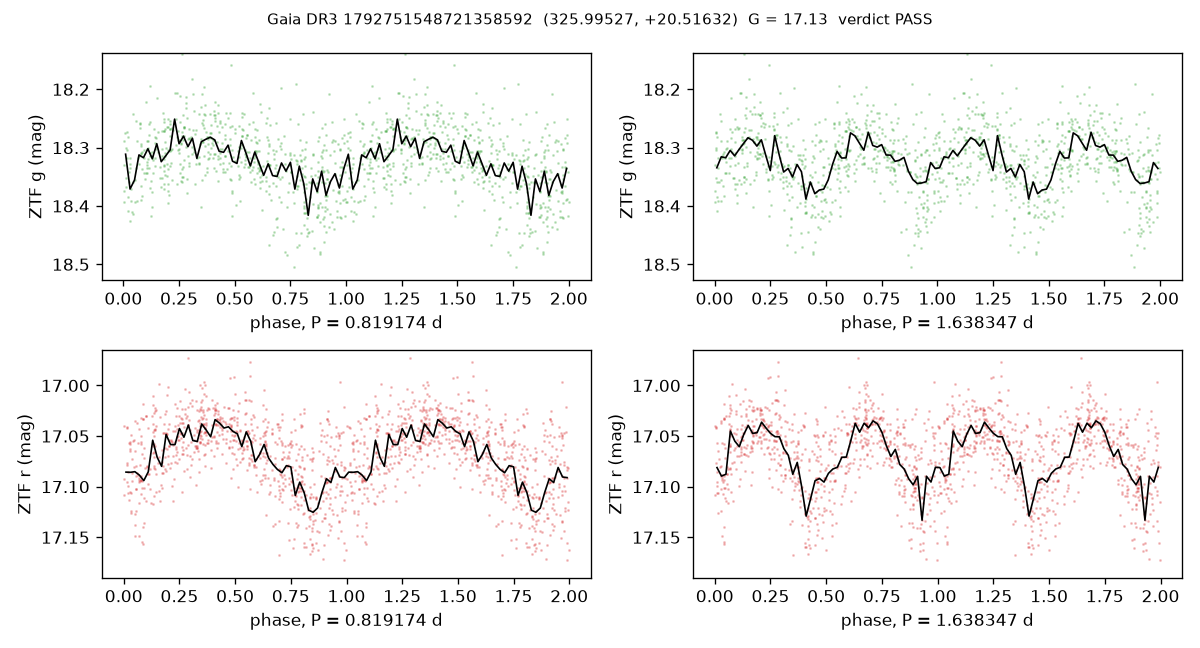 Gaia DR3 1792751548721358592  (325.99527, +20.51632)  G = 17.13  verdict PASS
ZTF g (mag)
18.2
18.3
18.4
18.5
0.00 0.25 0.50 0.75 1.00 1.25 1.50 1.75 2.00
phase, P = 0.819174 d
ZTF g (mag)
18.2
18.3
18.4
18.5
0.00 0.25 0.50 0.75 1.00 1.25 1.50 1.75 2.00
phase, P = 1.638347 d
ZTF r (mag)
17.00
17.05
17.10
17.15
0.00 0.25 0.50 0.75 1.00 1.25 1.50 1.75 2.00
phase, P = 0.819174 d
ZTF r (mag)
17.00
17.05
17.10
17.15
0.00 0.25 0.50 0.75 1.00 1.25 1.50 1.75 2.00
phase, P = 1.638347 d